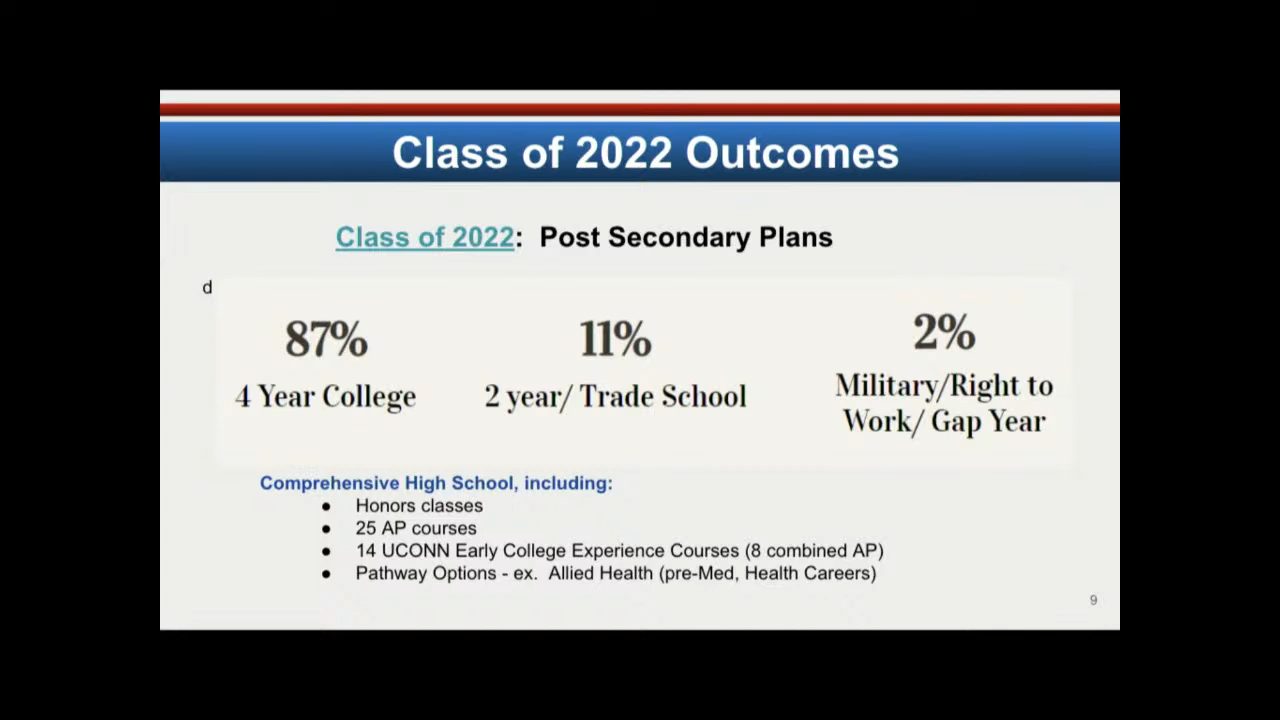 Class of 2022 Outcomes
Class of 2022: Post Secondary Plans
d
87%
4 Year College
11%
2 year/ Trade School
2%
Military/Right to
Work/ Gap Year
Comprehensive High School, including:
● Honors classes
● 25 AP courses
● 14 UCONN Early College Experience Courses (8 combined AP)
● Pathway Options - ex. Allied Health (pre-Med, Health Careers)
9